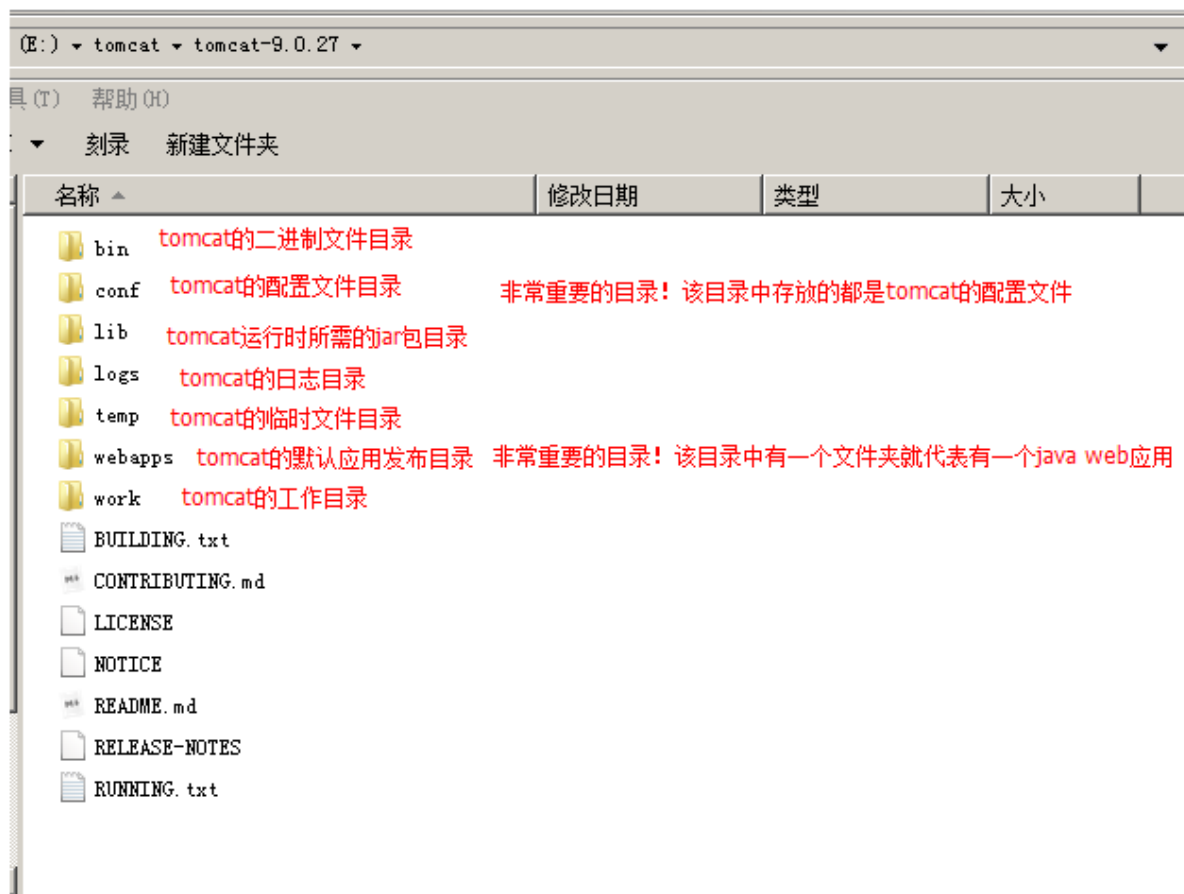 (E:) tomcat tomcat-9.0.27
具(T) 帮助(H)
刻录 新建文件夹
名称 修改日期 类型 大小
bin tomcat的二进制文件目录
conf tomcat的配置文件目录 非常重要的目录！该目录中存放的都是tomcat的配置文件
lib tomcat运行时所需的jar包目录
logs tomcat的日志目录
temp tomcat的临时文件目录
webapps tomcat的默认应用发布目录 非常重要的目录！该目录中有一个文件夹就代表有一个java web应用
work tomcat的工作目录
BUILDING.txt
CONTRIBUTING.md
LICENSE
NOTICE
README.md
RELEASE-NOTES
RUNNING.txt